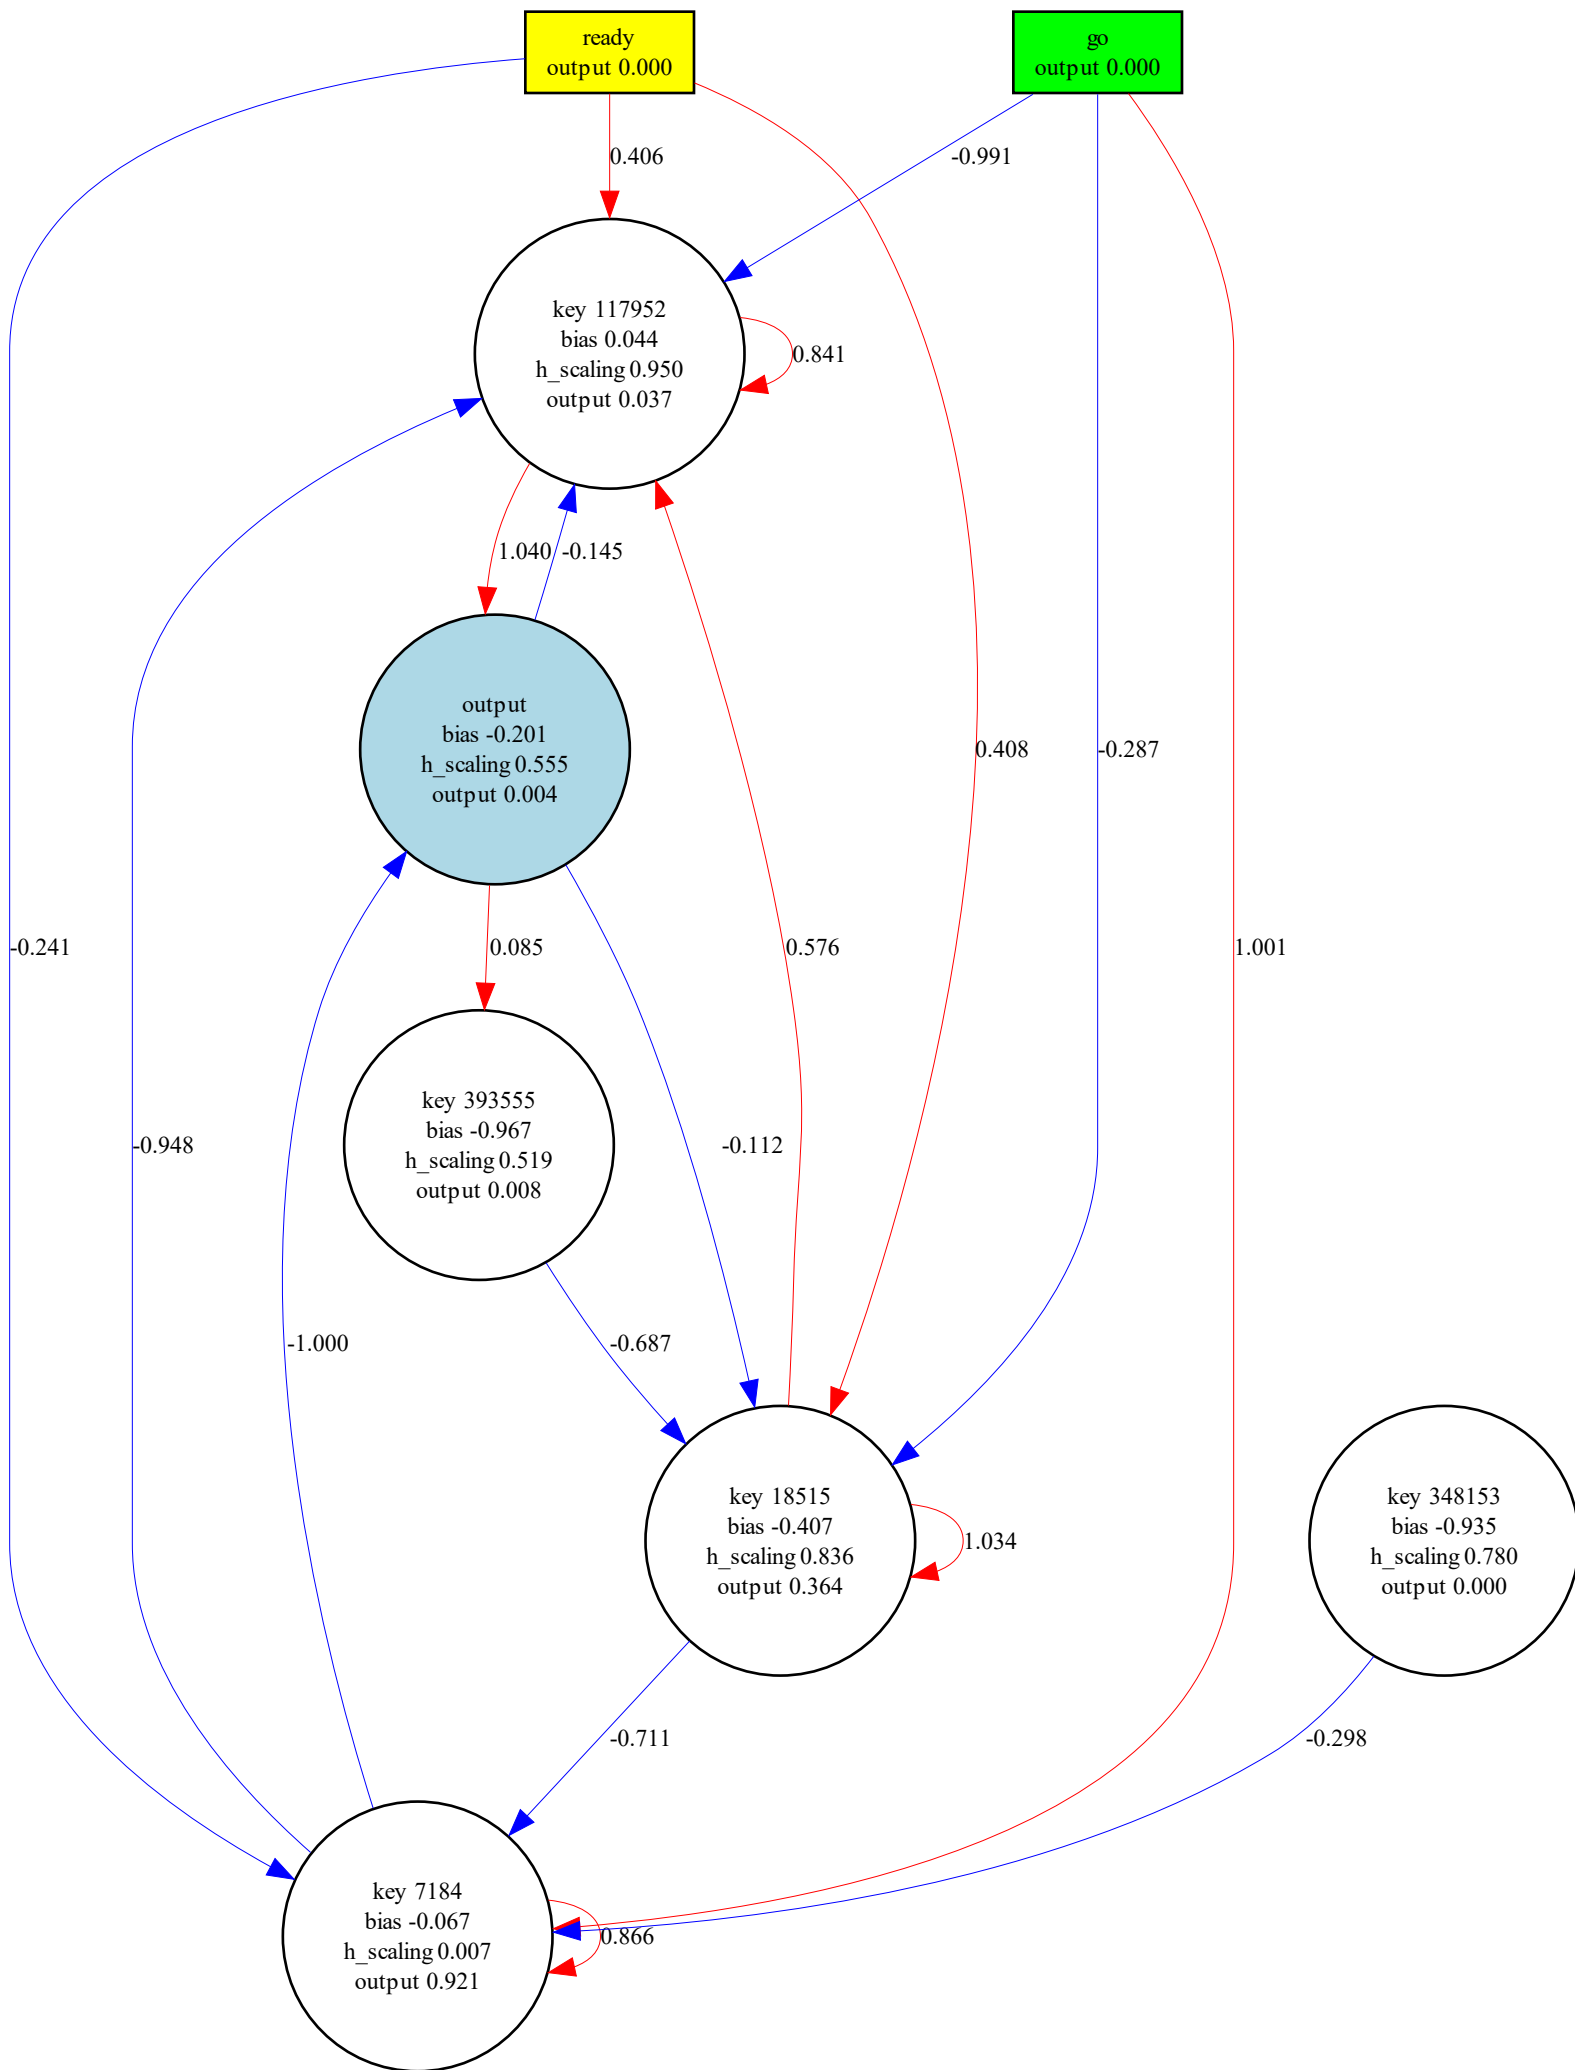 ready
output 0.000
go
output 0.000
0.406
-0.991
key 117952
bias 0.044
h_scaling 0.950
output 0.037
0.841
1.040
-0.145
output
bias -0.201
h_scaling 0.555
output 0.004
0.408
-0.287
-0.241
0.085
0.576
1.001
key 393555
bias -0.967
h_scaling 0.519
output 0.008
-0.948
-0.112
-1.000
-0.687
key 18515
bias -0.407
h_scaling 0.836
output 0.364
1.034
key 348153
bias -0.935
h_scaling 0.780
output 0.000
-0.711
-0.298
key 7184
bias -0.067
h_scaling 0.007
output 0.921
0.866